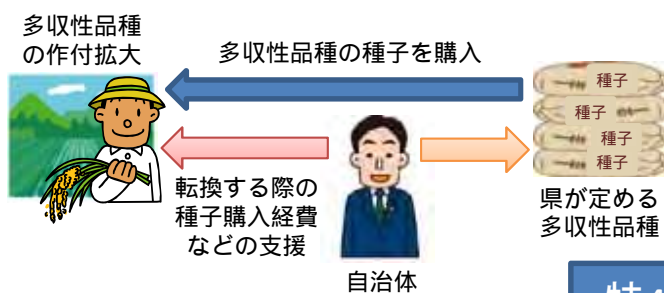 多収性品種
の作付拡大
多収性品種の種子を購入
種子
種子
種子
種子
転換する際の
種子購入経費
などの支援
県が定める
多収性品種
自治体